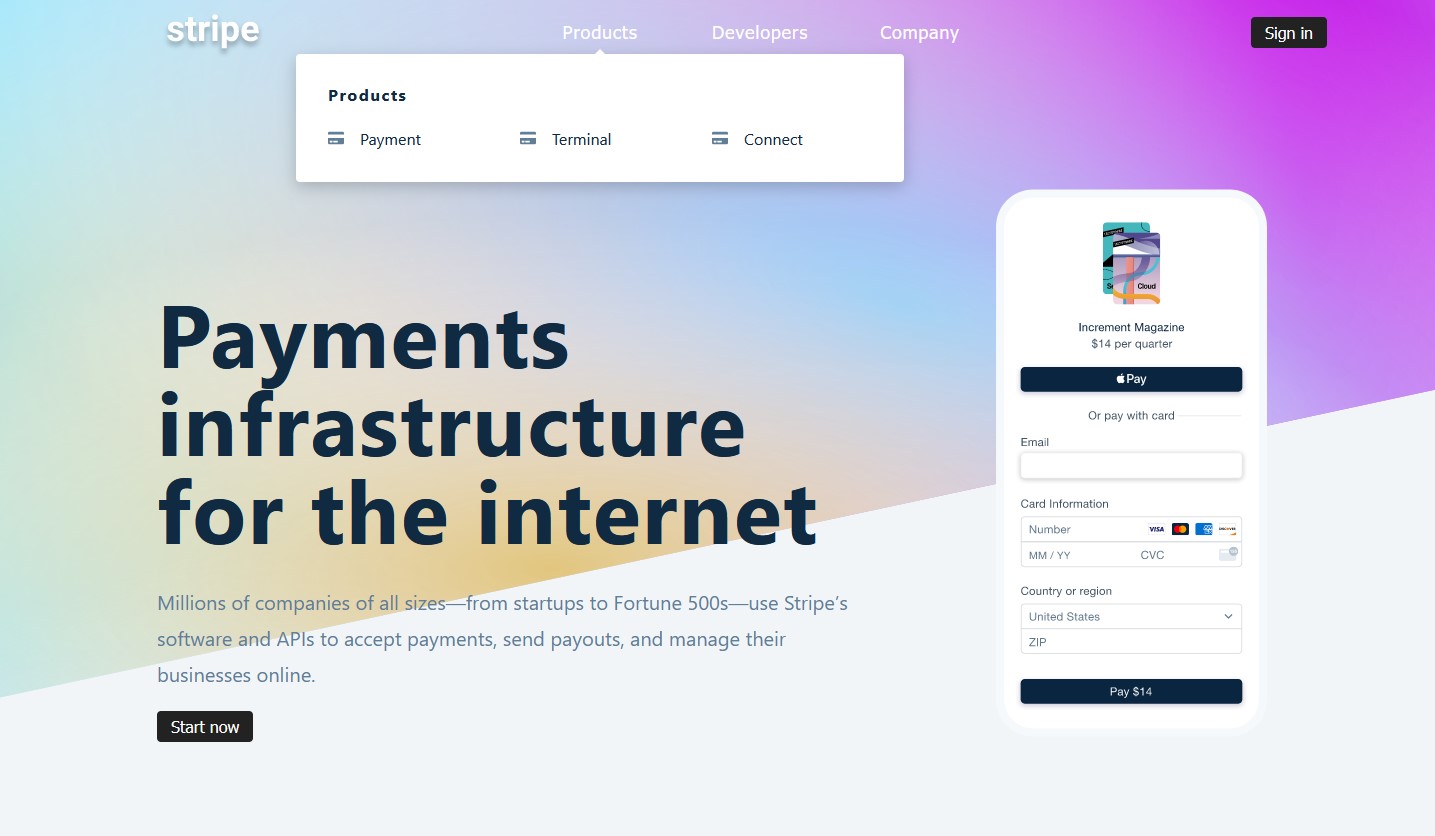 stripe
Products
Developers
Company
Sign in
Products
Payment
Terminal
Connect
Payments
infrastructure
for the internet
Millions of companies of all sizes—from startups to Fortune 500s—use Stripe’s
software and APIs to accept payments, send payouts, and manage their
businesses online.
Start now
Cloud
Increment Magazine
$14 per quarter
Pay
Or pay with card
Email
Card Information
Number
VISA
DISCOVER
MM / YY
CVC
Country or region
United States
ZIP
Pay $14